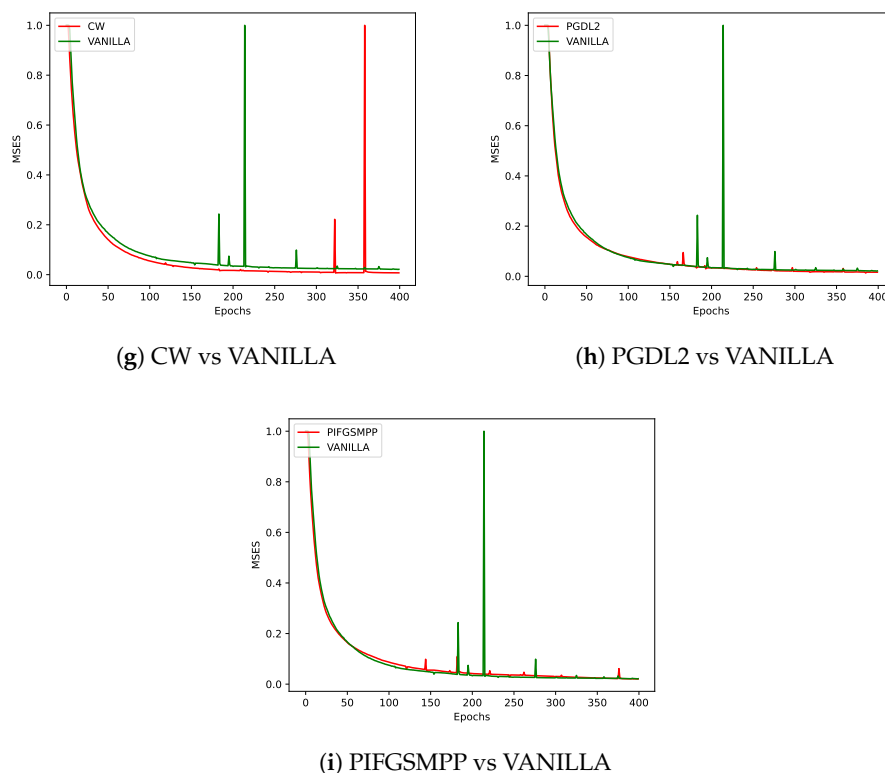 CW
VANILLA
1.0
0.8
0.6
0.4
0.2
0.0
MSES
0 50 100 150 200 250 300 350 400
Epochs
(g) CW vs VANILLA
PGDL2
VANILLA
1.0
0.8
0.6
0.4
0.2
0.0
MSES
0 50 100 150 200 250 300 350 400
Epochs
(h) PGDL2 vs VANILLA
PIFGSMPP
VANILLA
1.0
0.8
0.6
0.4
0.2
0.0
MSES
0 50 100 150 200 250 300 350 400
Epochs
(i) PIFGSMPP vs VANILLA